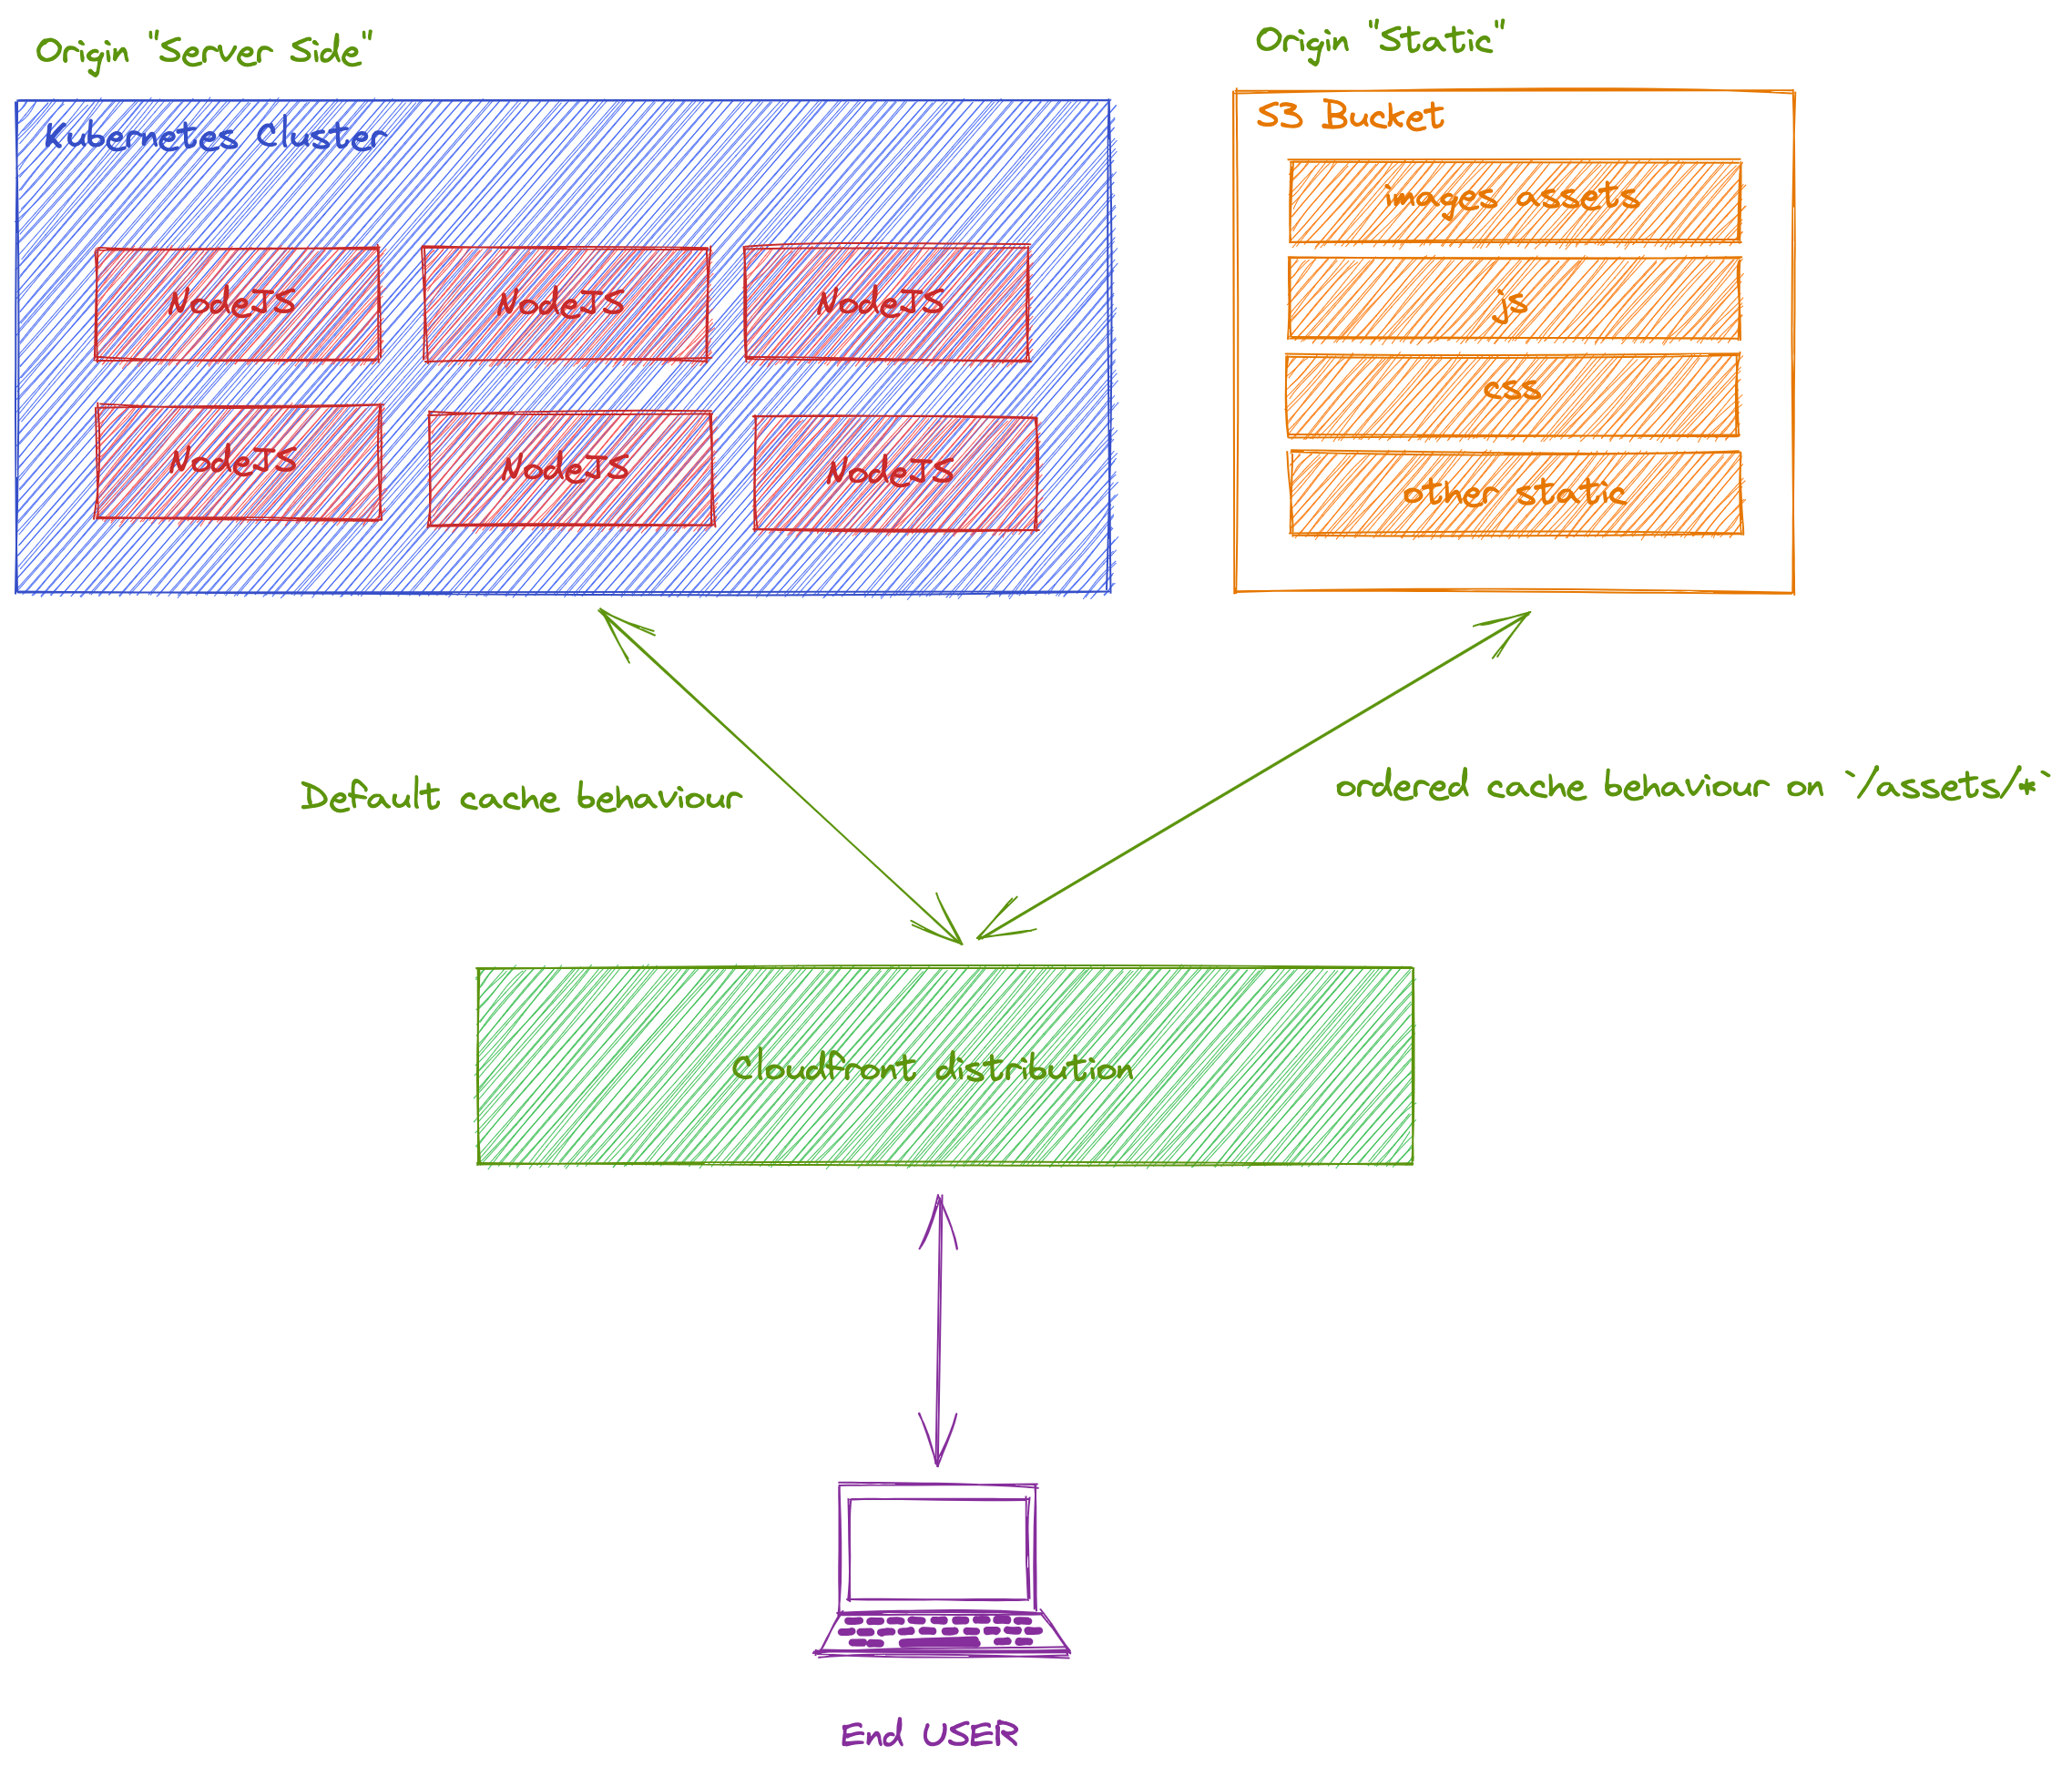 Origin "Server Side"
Origin "Static"
Kubernetes Cluster
S3 Bucket
images assets
NodeJS
NodeJS
NodeJS
js
css
NodeJS
NodeJS
NodeJS
other static
Default cache behaviour
ordered cache behaviour on `/assets/*`
Cloudfront distribution
End USER